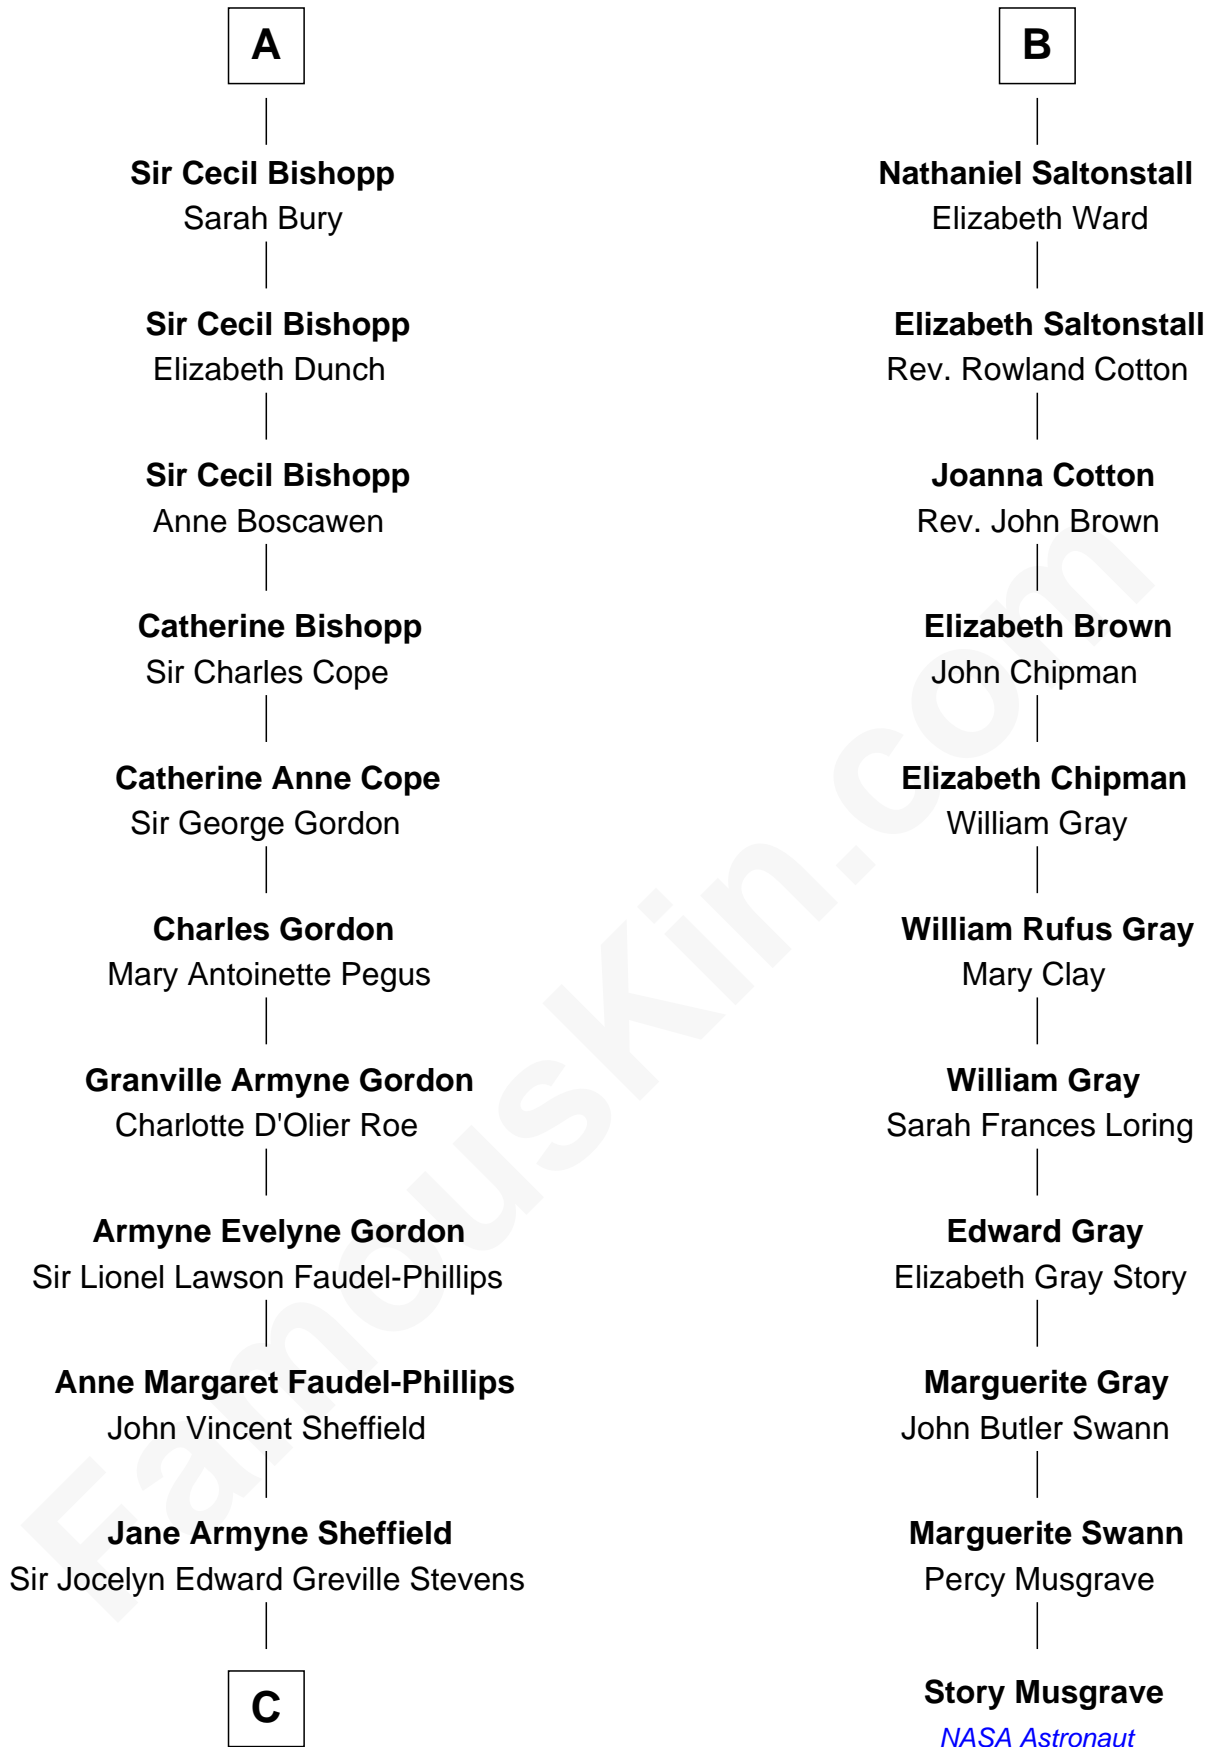 A
Sir Cecil Bishopp
Sarah Bury
Sir Cecil Bishopp
Elizabeth Dunch
Sir Cecil Bishopp
Anne Boscawen
Catherine Bishopp
Sir Charles Cope
Catherine Anne Cope
Sir George Gordon
Charles Gordon
Mary Antoinette Pegus
Granville Armyne Gordon
Charlotte D'Olier Roe
Armyne Evelyne Gordon
Sir Lionel Lawson Faudel-Phillips
Anne Margaret Faudel-Phillips
John Vincent Sheffield
Jane Armyne Sheffield
Sir Jocelyn Edward Greville Stevens
C
B
Nathaniel Saltonstall
Elizabeth Ward
Elizabeth Saltonstall
Rev. Rowland Cotton
Joanna Cotton
Rev. John Brown
Elizabeth Brown
John Chipman
Elizabeth Chipman
William Gray
William Rufus Gray
Mary Clay
William Gray
Sarah Frances Loring
Edward Gray
Elizabeth Gray Story
Marguerite Gray
John Butler Swann
Marguerite Swann
Percy Musgrave
Story Musgrave
NASA Astronaut
FamousKin.com